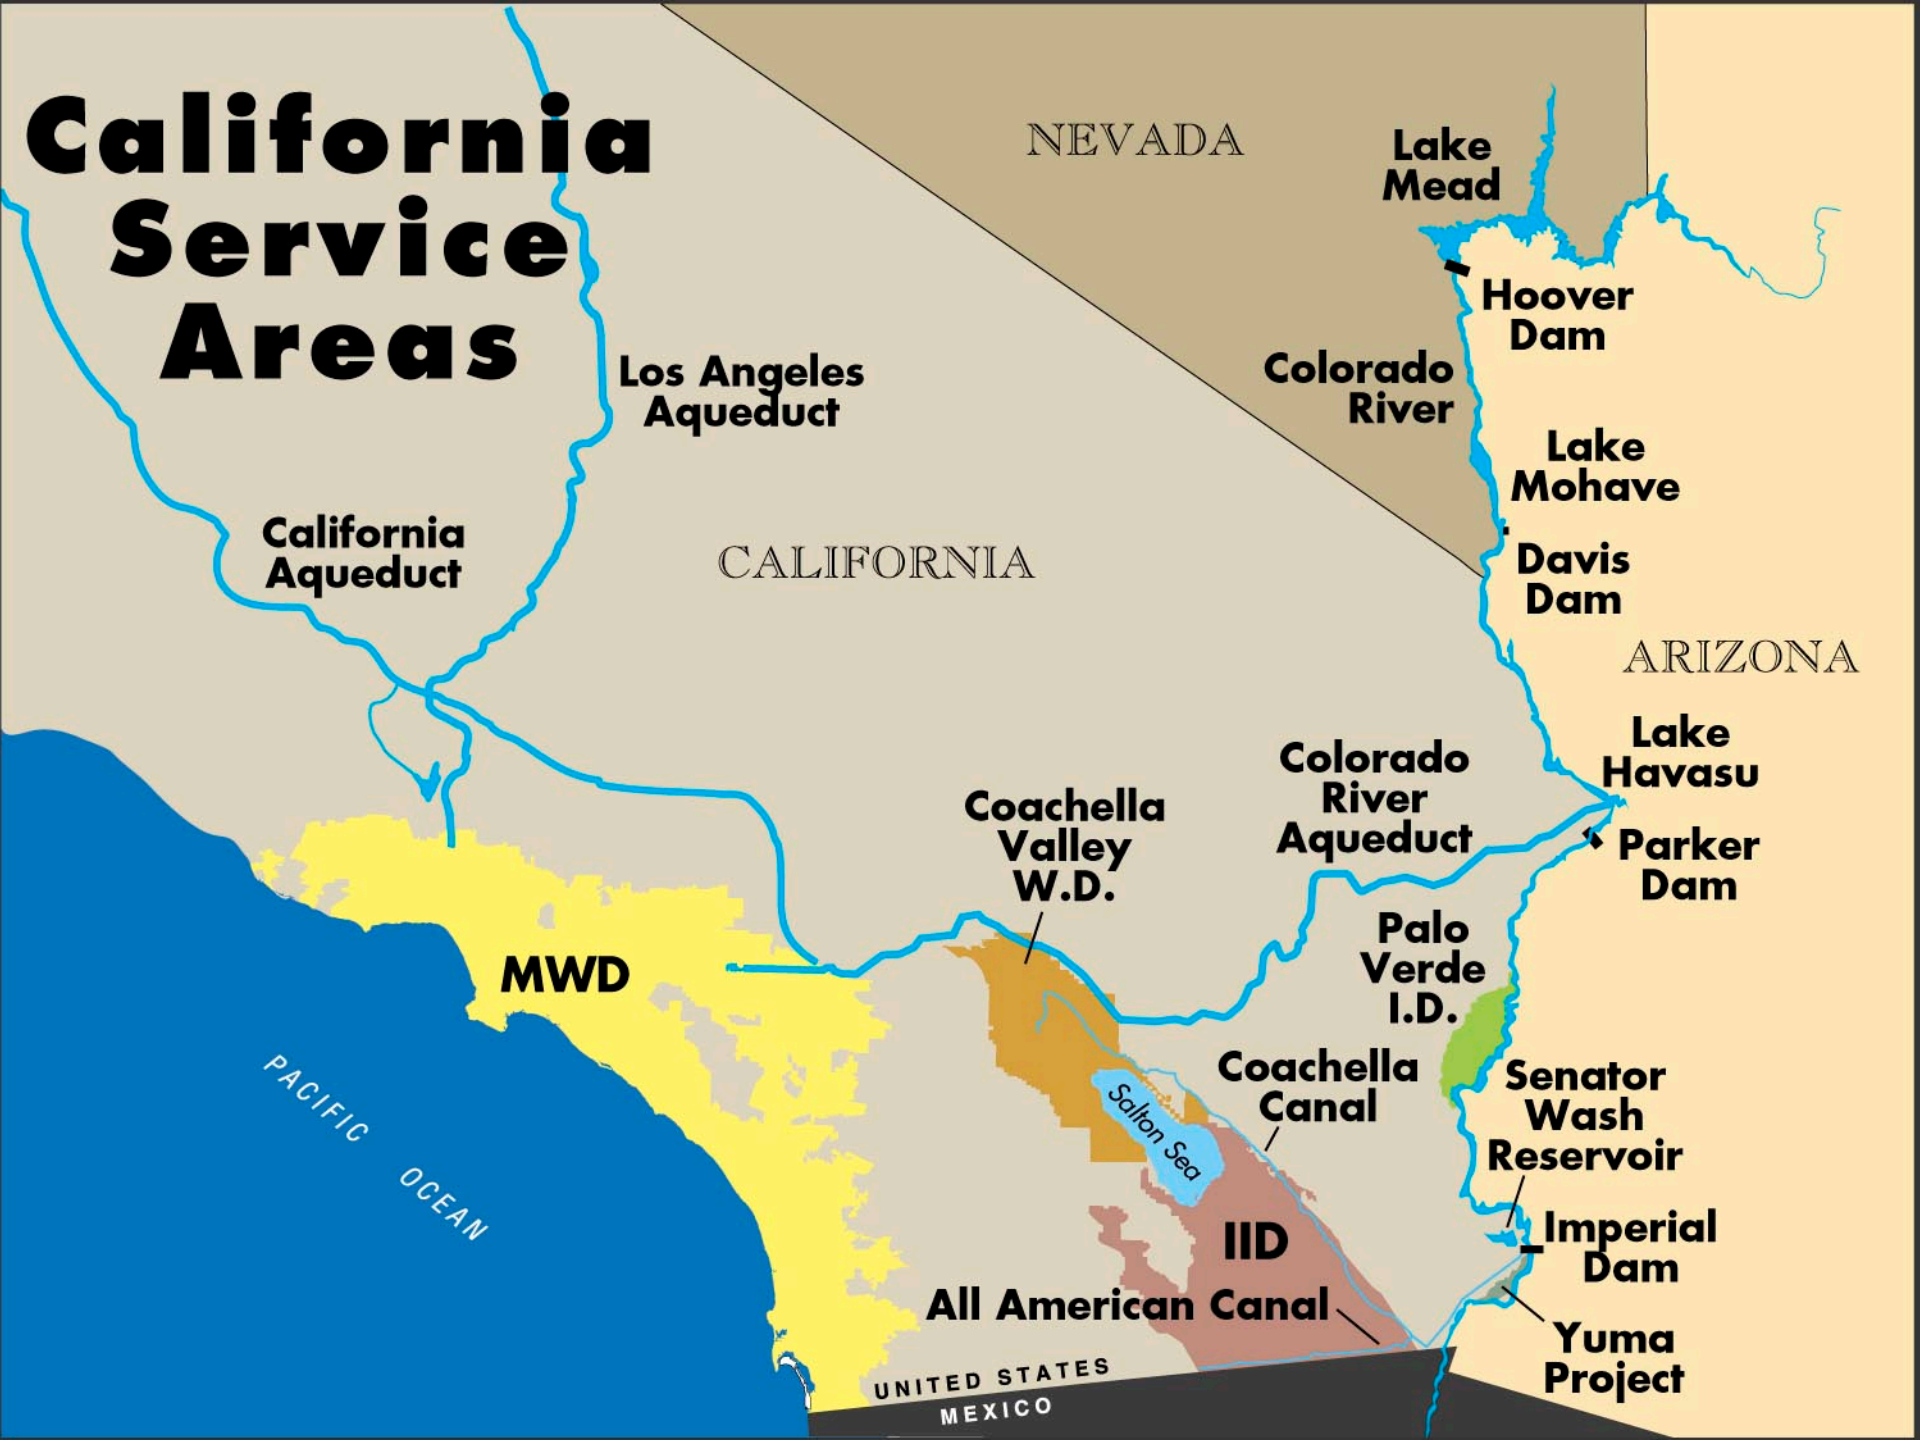 California
Service
Areas
NEVADA
Lake
Mead
Hoover
Dam
Colorado
River
Los Angeles
Aqueduct
Lake
Mohave
California
Aqueduct
CALIFORNIA
Davis
Dam
ARIZONA
Lake
Havasu
Colorado
River
Aqueduct
Coachella
Valley
W.D.
Parker
Dam
MWD
Palo
Verde
I.D.
PACIFIC OCEAN
Coachella
Canal
Salton Sea
Senator
Wash
Reservoir
IID
Imperial
Dam
All American Canal
Yuma
Project
UNITED STATES
MEXICO